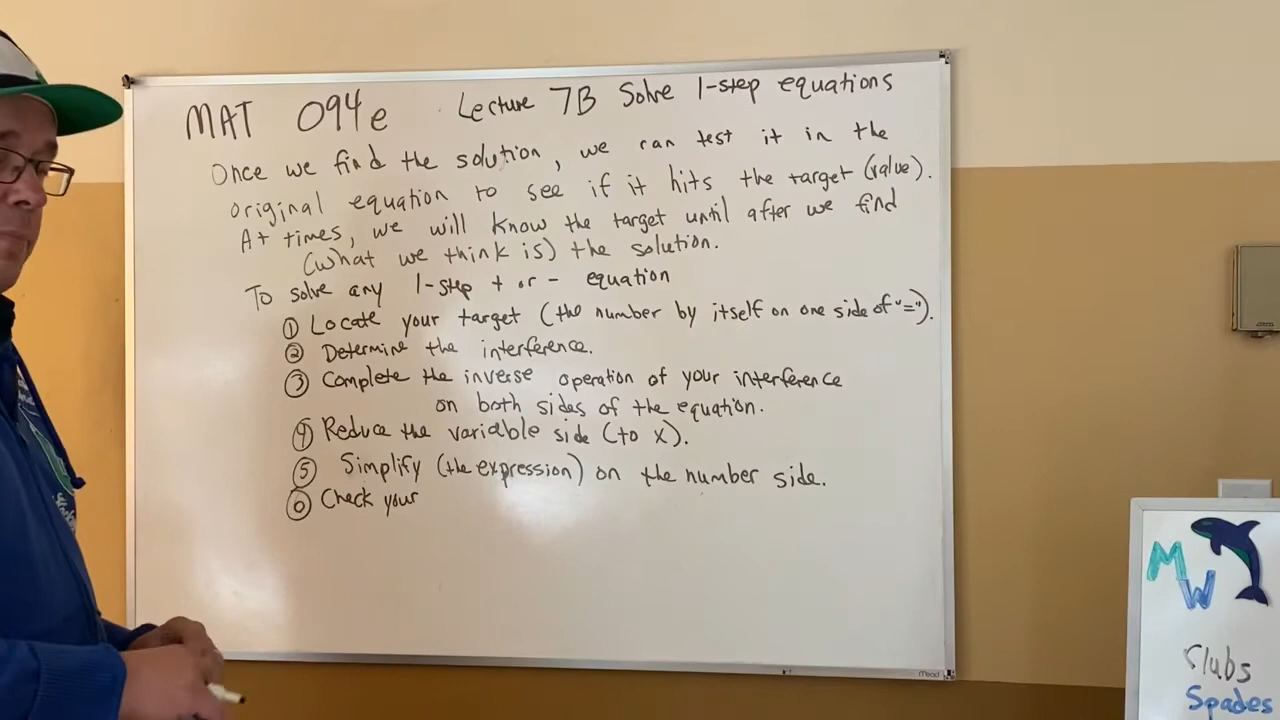 MAT 094e Lecture 7B Solve 1-step equations
Once we find the solution, we can test it in the
original equation to see if it hits the target (value).
At times, we will know the target until after we find
(what we think is) the solution.
To solve any 1-step + or - equation
① Locate your target (the number by itself on one side of "=").
② Determine the interference.
③ Complete the inverse operation of your interference
on both sides of the equation.
④ Reduce the variable side (to x).
⑤ Simplify (the expression) on the number side.
⑥ Check your
Mead
MW
Clubs
Spades